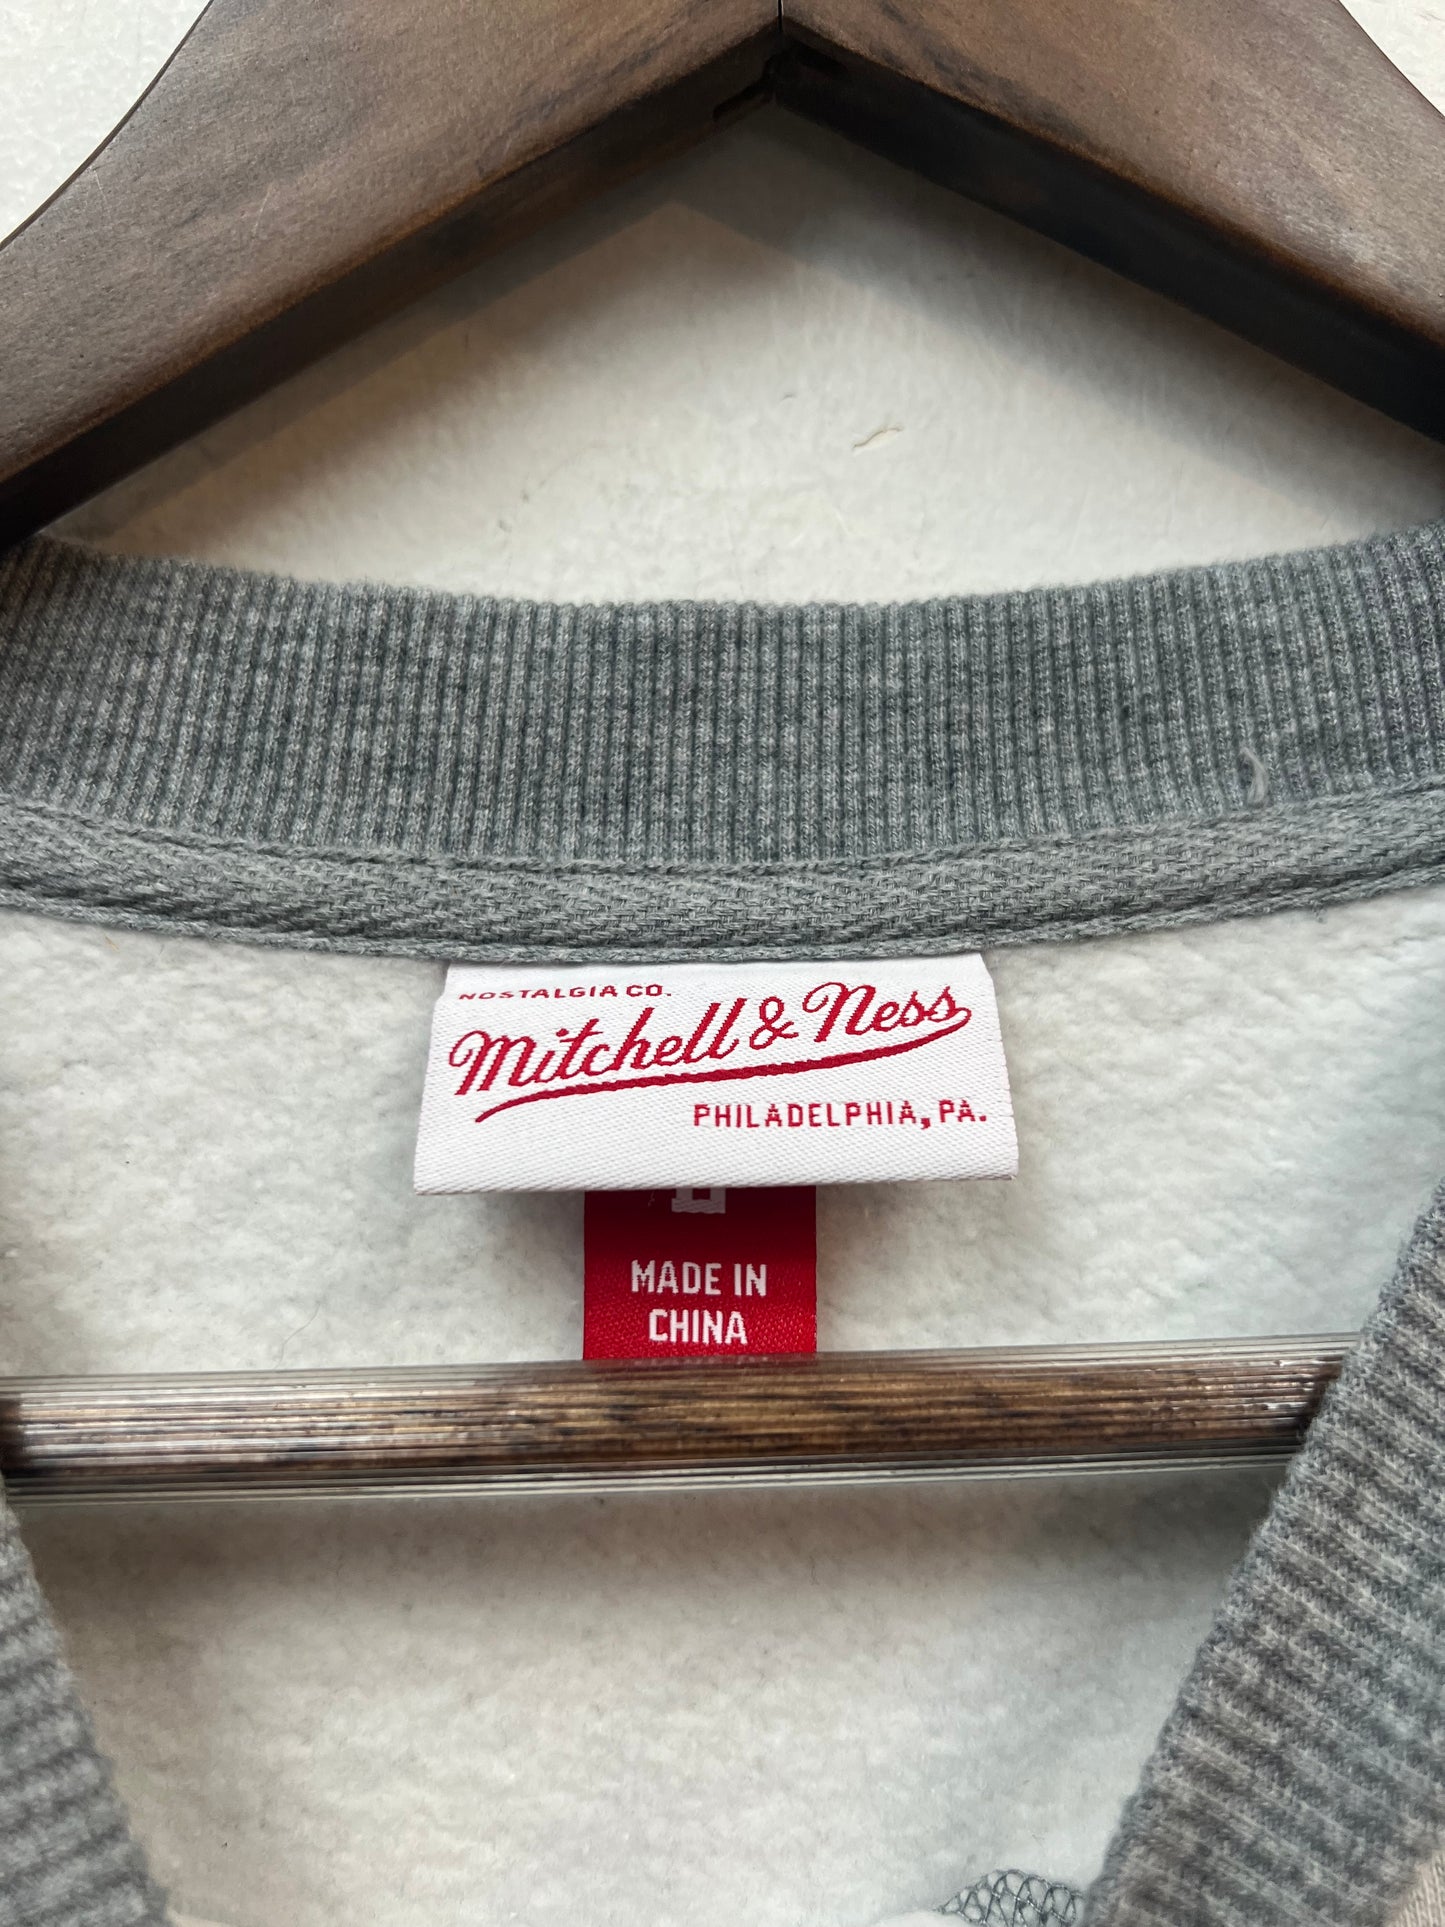 NOSTALGIA CO.
Mitchell & Ness
PHILADELPHIA, PA.
MADE IN
CHINA